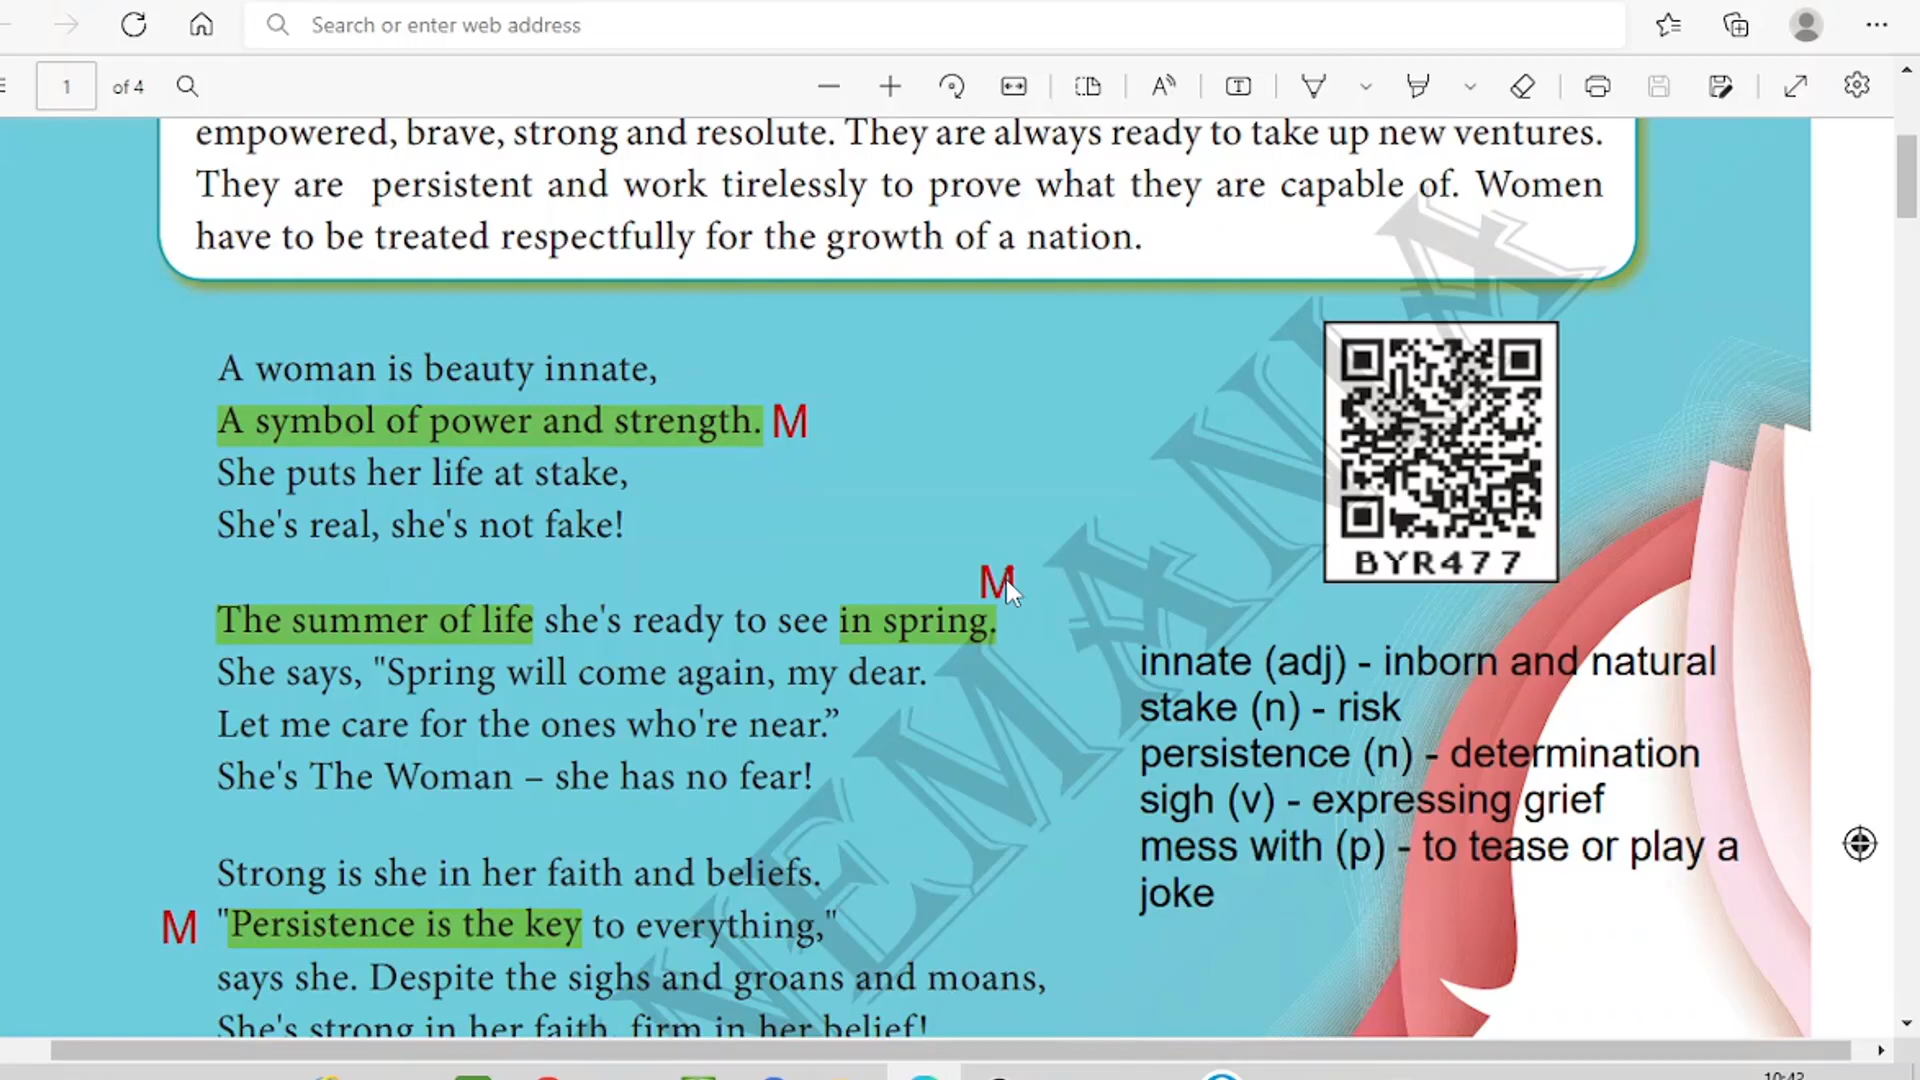 Search or enter web address
1 of 4
empowered, brave, strong and resolute. They are always ready to take up new ventures.
They are persistent and work tirelessly to prove what they are capable of. Women
have to be treated respectfully for the growth of a nation.
A woman is beauty innate,
A symbol of power and strength. M
She puts her life at stake,
She's real, she's not fake!
BYR477
M
The summer of life she's ready to see in spring.
She says, "Spring will come again, my dear.
Let me care for the ones who're near.”
She's The Woman – she has no fear!
Strong is she in her faith and beliefs.
M "Persistence is the key to everything,"
says she. Despite the sighs and groans and moans,
She's strong in her faith, firm in her belief!
innate (adj) - inborn and natural
stake (n) - risk
persistence (n) - determination
sigh (v) - expressing grief
mess with (p) - to tease or play a
joke
NEMANIA